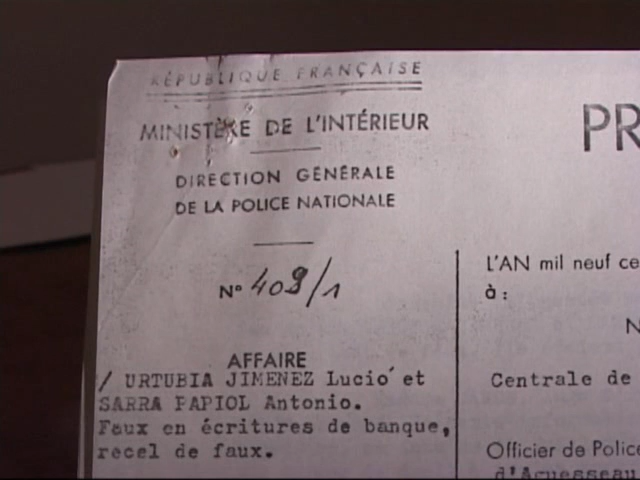 RÉPUBLIQUE FRANÇAISE
MINISTÈRE DE L'INTÉRIEUR
DIRECTION GÉNÉRALE
DE LA POLICE NATIONALE
N° 409/1
AFFAIRE
/ URTUBIA JIMENEZ Lucio et
SARRA PAPIOL Antonio.
Faux en écritures de banque,
recel de faux.
PR
L'AN mil neuf ce
à :
N
Centrale de
Officier de Police
d'Aguesseau